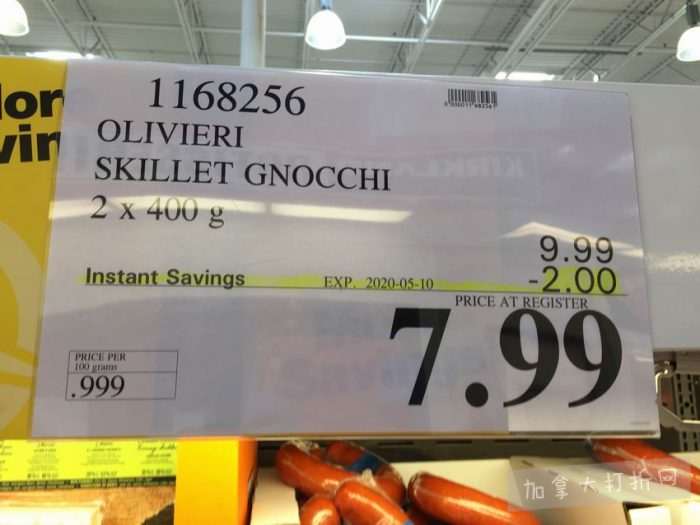 1168256
OLIVIERI
SKILLET GNOCCHI
2 x 400 g
9.99
Instant Savings EXP. 2020-05-10 -2.00
PRICE AT REGISTER
7.99
PRICE PER
100 grams
.999
加拿大打折网